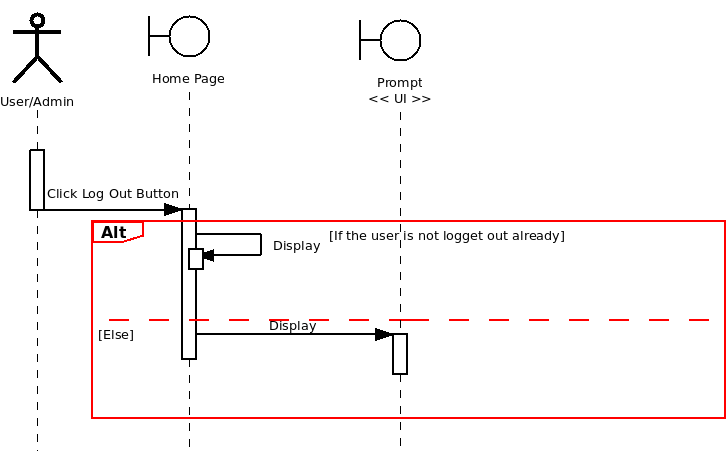 User/Admin
Home Page
Prompt
<< UI >>
Click Log Out Button
Alt
[If the user is not logget out already]
Display
Display
[Else]